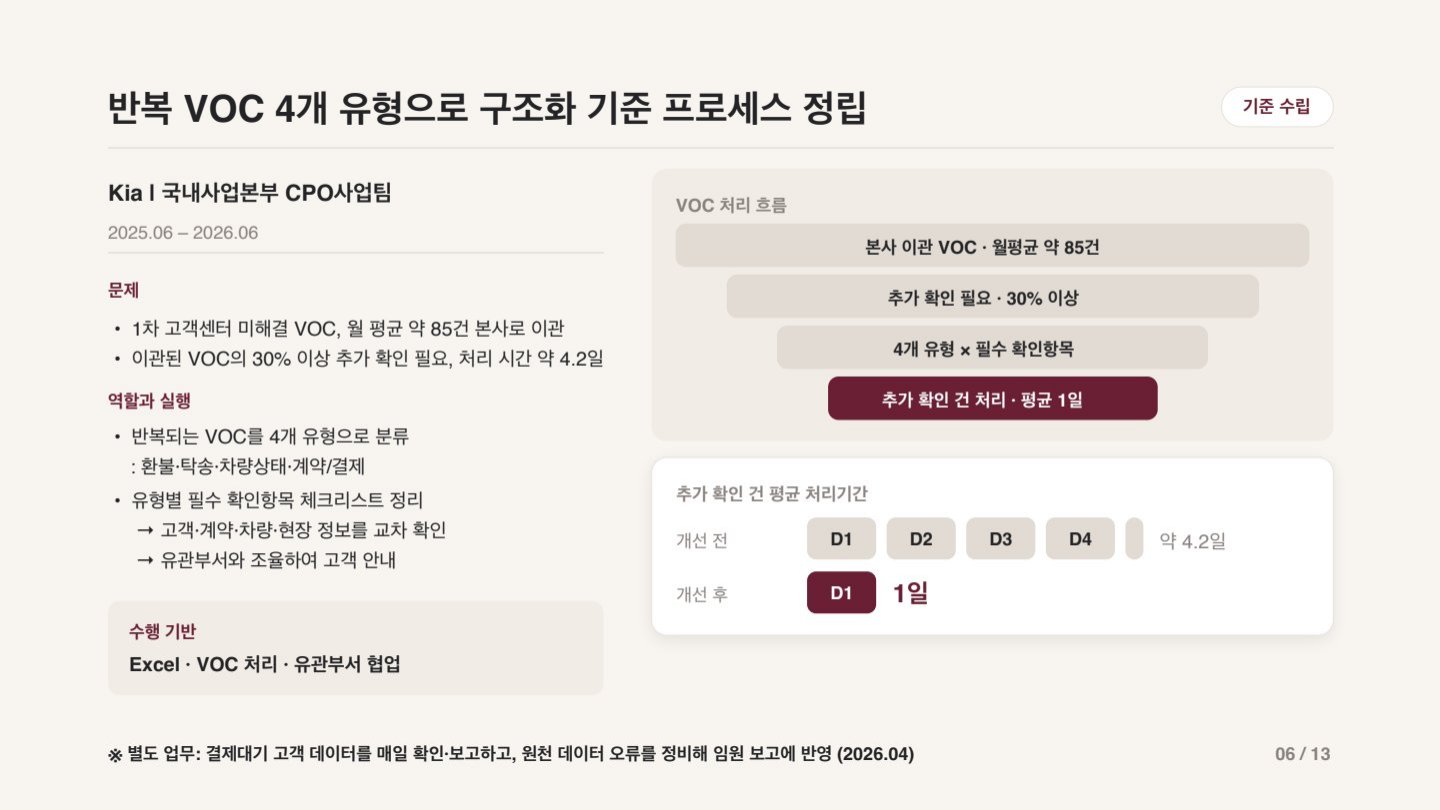 반복 VOC 4개 유형으로 구조화 기준 프로세스 정립
기준 수립
Kia l 국내사업본부 CPO사업팀
2025.06 – 2026.06
문제
• 1차 고객센터 미해결 VOC, 월 평균 약 85건 본사로 이관
• 이관된 VOC의 30% 이상 추가 확인 필요, 처리 시간 약 4.2일
역할과 실행
• 반복되는 VOC를 4개 유형으로 분류
: 환불·탁송·차량상태·계약/결제
• 유형별 필수 확인항목 체크리스트 정리
→ 고객·계약·차량·현장 정보를 교차 확인
→ 유관부서와 조율하여 고객 안내
수행 기반
Excel · VOC 처리 · 유관부서 협업
VOC 처리 흐름
본사 이관 VOC · 월평균 약 85건
추가 확인 필요 · 30% 이상
4개 유형 × 필수 확인항목
추가 확인 건 처리 · 평균 1일
추가 확인 건 평균 처리기간
개선 전 D1 D2 D3 D4 약 4.2일
개선 후 D1 1일
※ 별도 업무: 결제대기 고객 데이터를 매일 확인·보고하고, 원천 데이터 오류를 정비해 임원 보고에 반영 (2026.04)
06 / 13